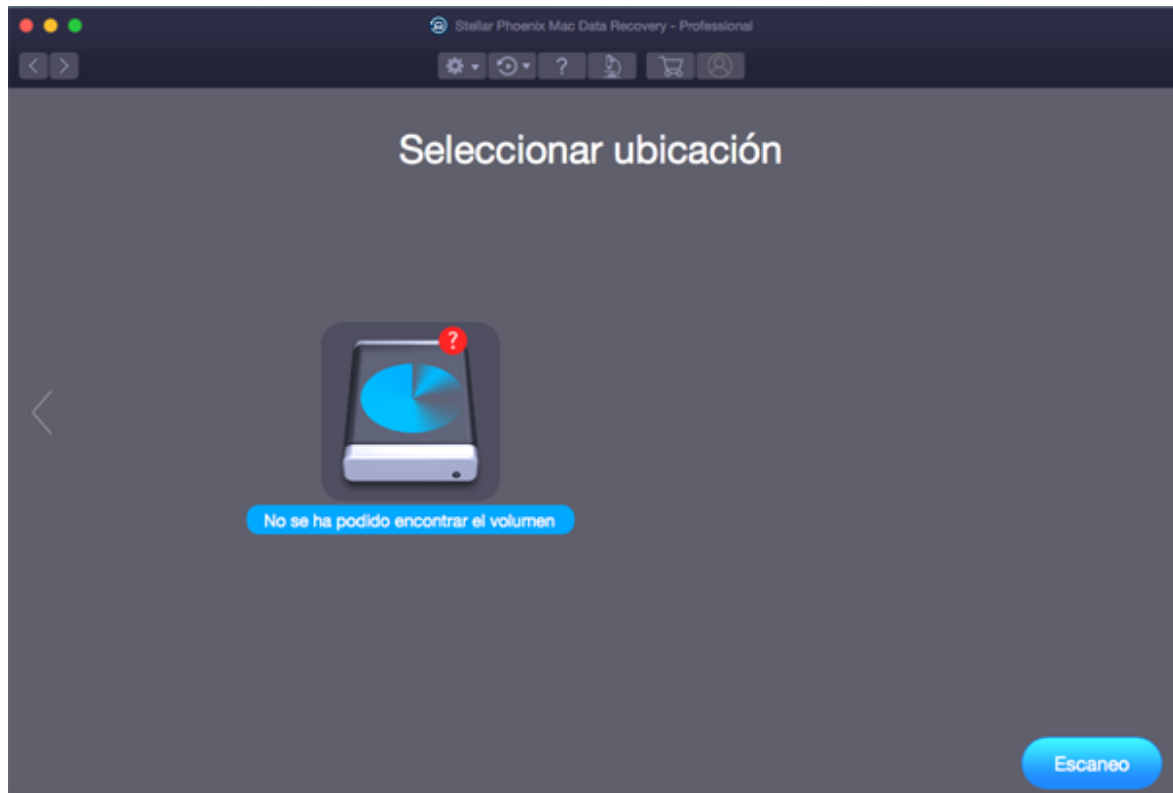 Stellar Phoenix Mac Data Recovery - Professional
?
Seleccionar ubicación
?
No se ha podido encontrar el volumen
Escaneo